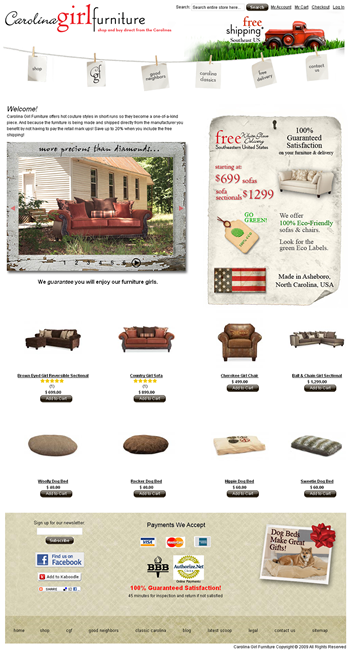 Carolina girl furniture
shop and buy direct from the Carolinas
Search: Search entire store here...
Search
My Account
My Cart
Checkout
Log In
free
shipping*
Southeast US
shop
cgf
good
neighbors
carolina
classics
free
delivery
contact
us
Welcome!
Carolina Girl Furniture offers hot couture styles in short runs so they become a one-of-a-kind
piece. And because the furniture is being made and shipped directly from the manufacturer you
benefit by not having to pay the retail mark up! Save up to 20% when you include the free
shipping!
more precious than diamonds...
We guarantee you will enjoy our furniture girls.
free White Glove
Delivery
Southeastern United States
100%
Guaranteed
Satisfaction
on your furniture & delivery
starting at:
$699 sofas
sofa
sectionals $1299
GO
GREEN!
We offer
100% Eco-Friendly
sofas & chairs.
Look for the
green Eco Labels.
Made in Asheboro,
North Carolina, USA
Brown Eyed Girl Reversible Sectional
(1)
$ 899.00
Add to Cart
Country Girl Sofa
(1)
$ 899.00
Add to Cart
Cherokee Girl Chair
$ 499.00
Add to Cart
Ball & Chain Girl Sectional
$ 1,299.00
Add to Cart
Woolly Dog Bed
$ 40.00
Add to Cart
Rocker Dog Bed
$ 40.00
Add to Cart
Hippie Dog Bed
$ 60.00
Add to Cart
Sweetie Dog Bed
$ 60.00
Add to Cart
Sign up for our newsletter
Subscribe
Find us on
Facebook
Add to Kaboodle
SHARE
Payments We Accept
VISA
BBB
Authorize.Net
Online Payments
100% Guaranteed Satisfaction!
45 minutes for inspection and return if not satisfied
Dog Beds
Make Great
Gifts!
home
shop
cgf
good neighbors
classic carolina
blog
latest scoop
legal
contact us
sitemap
Carolina Girl Furniture Copyright © 2009 All Rights Reserved